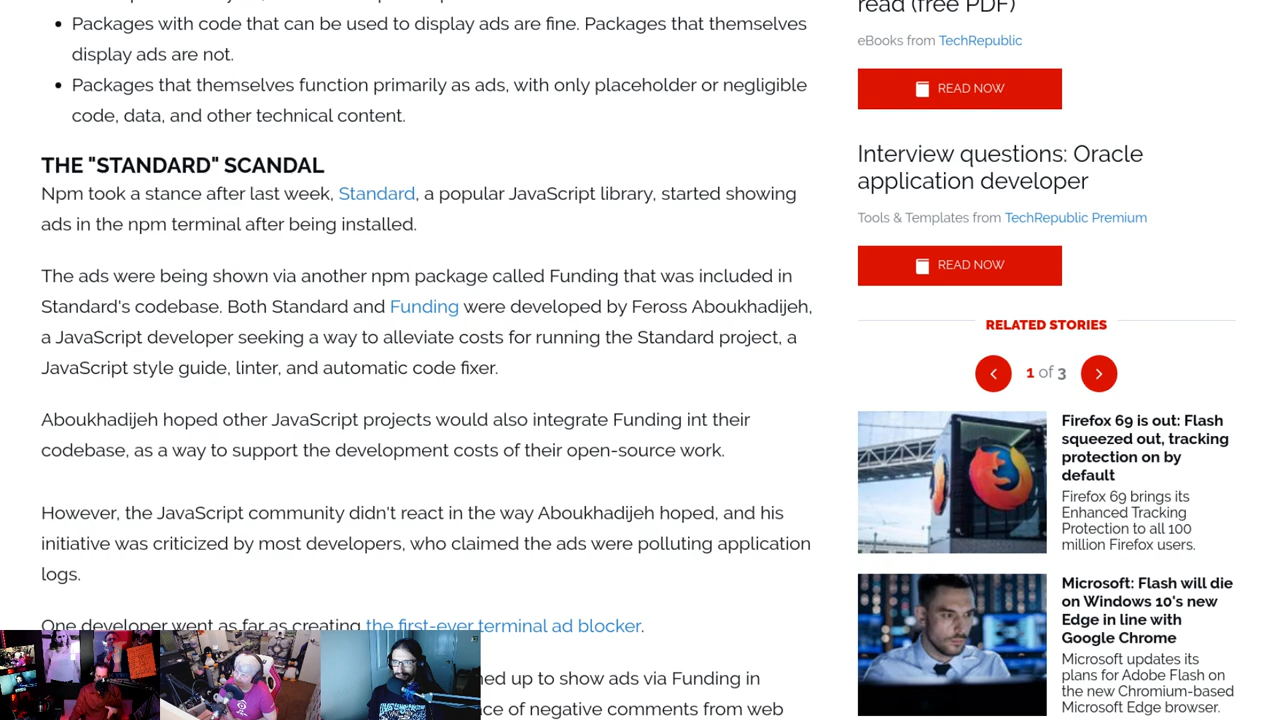 Packages with code that can be used to display ads are fine. Packages that themselves
display ads are not.
Packages that themselves function primarily as ads, with only placeholder or negligible
code, data, and other technical content.
THE "STANDARD" SCANDAL
Npm took a stance after last week, Standard, a popular JavaScript library, started showing
ads in the npm terminal after being installed.
The ads were being shown via another npm package called Funding that was included in
Standard's codebase. Both Standard and Funding were developed by Feross Aboukhadijeh,
a JavaScript developer seeking a way to alleviate costs for running the Standard project, a
JavaScript style guide, linter, and automatic code fixer.
Aboukhadijeh hoped other JavaScript projects would also integrate Funding int their
codebase, as a way to support the development costs of their open-source work.
However, the JavaScript community didn't react in the way Aboukhadijeh hoped, and his
initiative was criticized by most developers, who claimed the ads were polluting application
logs.
One developer went as far as creating the first-ever terminal ad blocker.
ned up to show ads via Funding in
ce of negative comments from web
read (free PDF)
eBooks from TechRepublic
READ NOW
Interview questions: Oracle
application developer
Tools & Templates from TechRepublic Premium
READ NOW
RELATED STORIES
1 of 3
Firefox 69 is out: Flash
squeezed out, tracking
protection on by
default
Firefox 69 brings its
Enhanced Tracking
Protection to all 100
million Firefox users.
Microsoft: Flash will die
on Windows 10's new
Edge in line with
Google Chrome
Microsoft updates its
plans for Adobe Flash on
the new Chromium-based
Microsoft Edge browser.